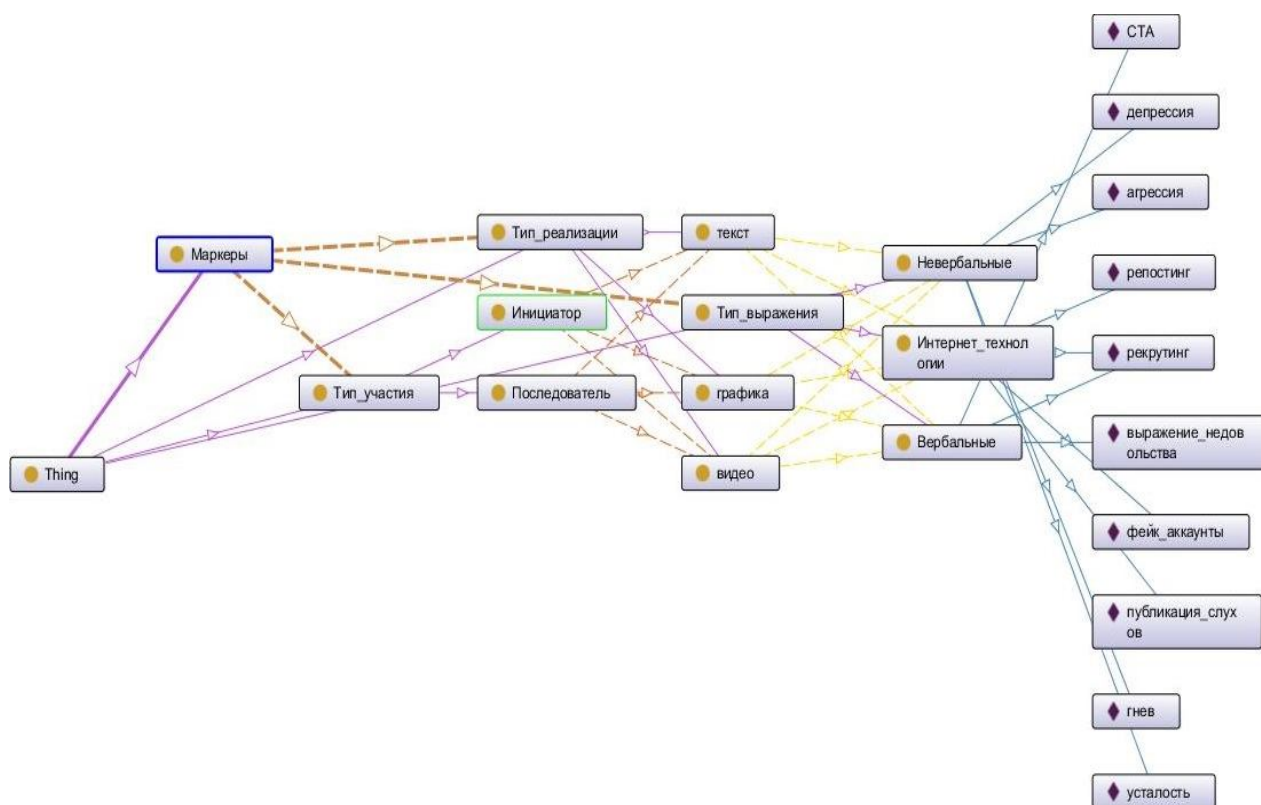 CTA
депрессия
агрессия
Маркеры
Тип_реализации
текст
Невербальные
репостинг
Инициатор
Тип_выражения
Интернет_технол
огии
рекрутинг
Тип_участия
Последователь
графика
Вербальные
выражение_недов
ольства
Thing
видео
фейк_аккаунты
публикация_слух
ов
гнев
усталость